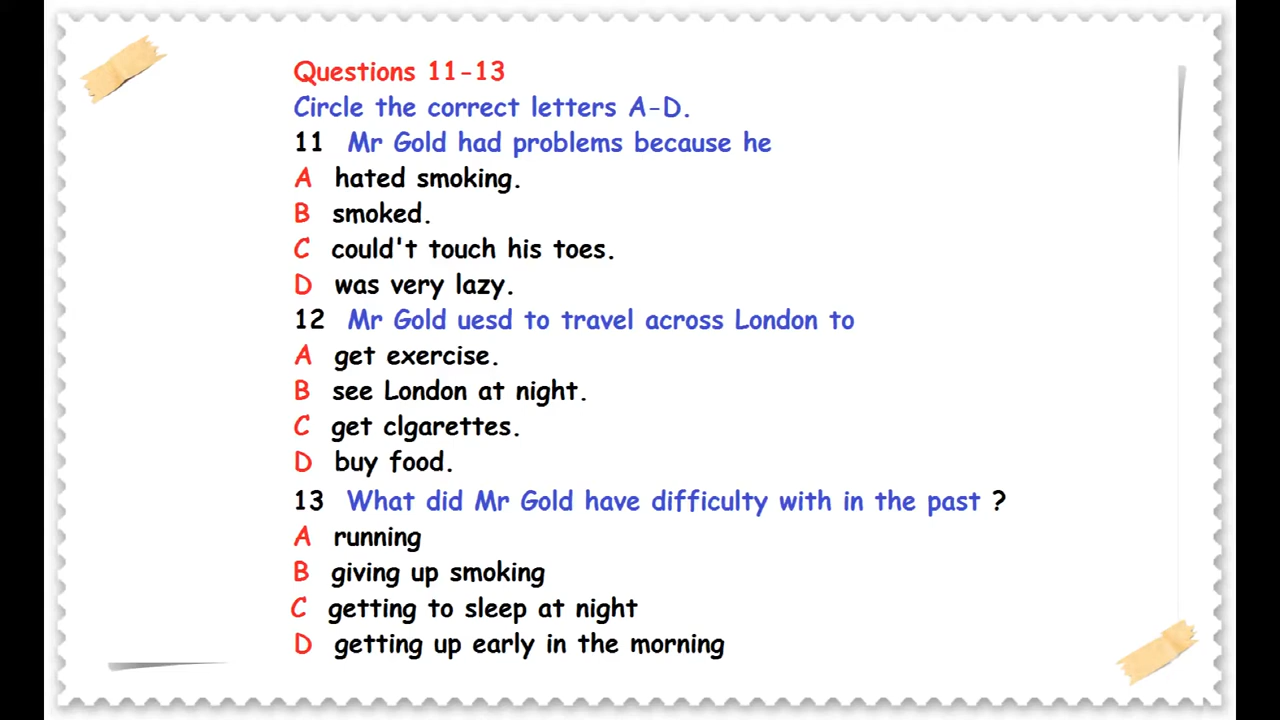 Questions 11-13
Circle the correct letters A-D.
11 Mr Gold had problems because he
A hated smoking.
B smoked.
C could't touch his toes.
D was very lazy.
12 Mr Gold uesd to travel across London to
A get exercise.
B see London at night.
C get clgarettes.
D buy food.
13 What did Mr Gold have difficulty with in the past ?
A running
B giving up smoking
C getting to sleep at night
D getting up early in the morning